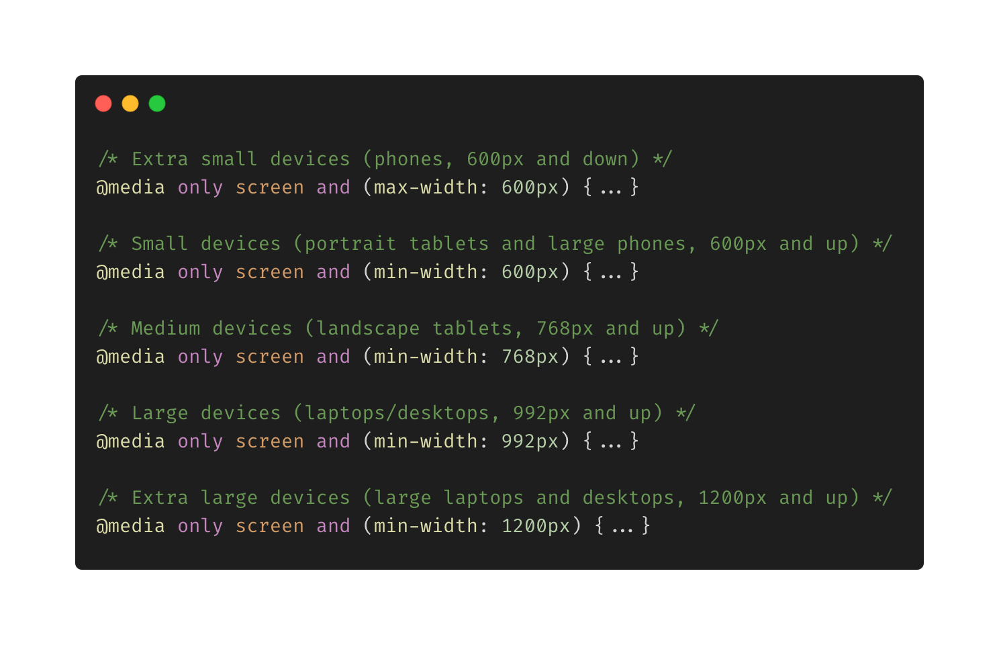 /* Extra small devices (phones, 600px and down) */
@media only screen and (max-width: 600px) {...}
/* Small devices (portrait tablets and large phones, 600px and up) */
@media only screen and (min-width: 600px) {...}
/* Medium devices (landscape tablets, 768px and up) */
@media only screen and (min-width: 768px) {...}
/* Large devices (laptops/desktops, 992px and up) */
@media only screen and (min-width: 992px) {...}
/* Extra large devices (large laptops and desktops, 1200px and up) */
@media only screen and (min-width: 1200px) {...}